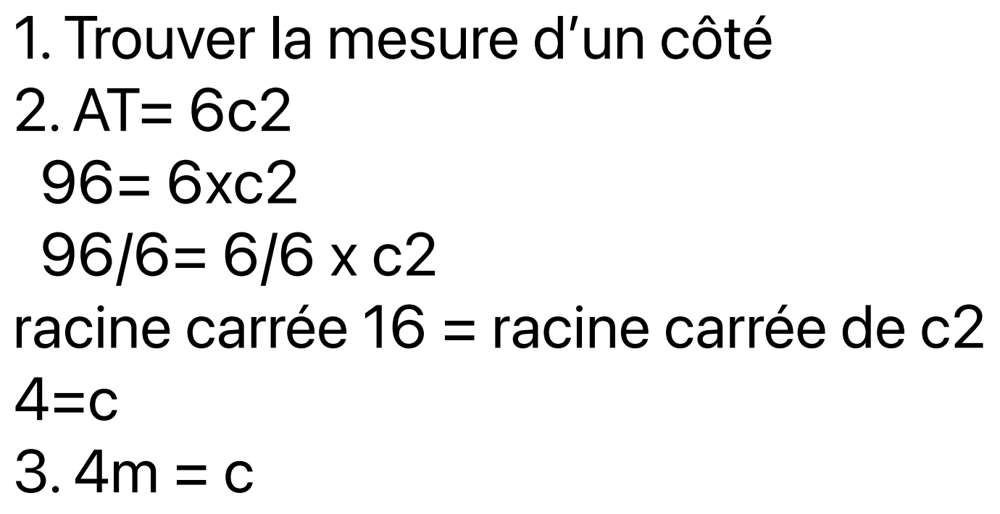 1. Trouver la mesure d’un côté
2. AT= 6c2
96= 6xc2
96/6= 6/6 x c2
racine carrée 16 = racine carrée de c2
4=c
3. 4m = c